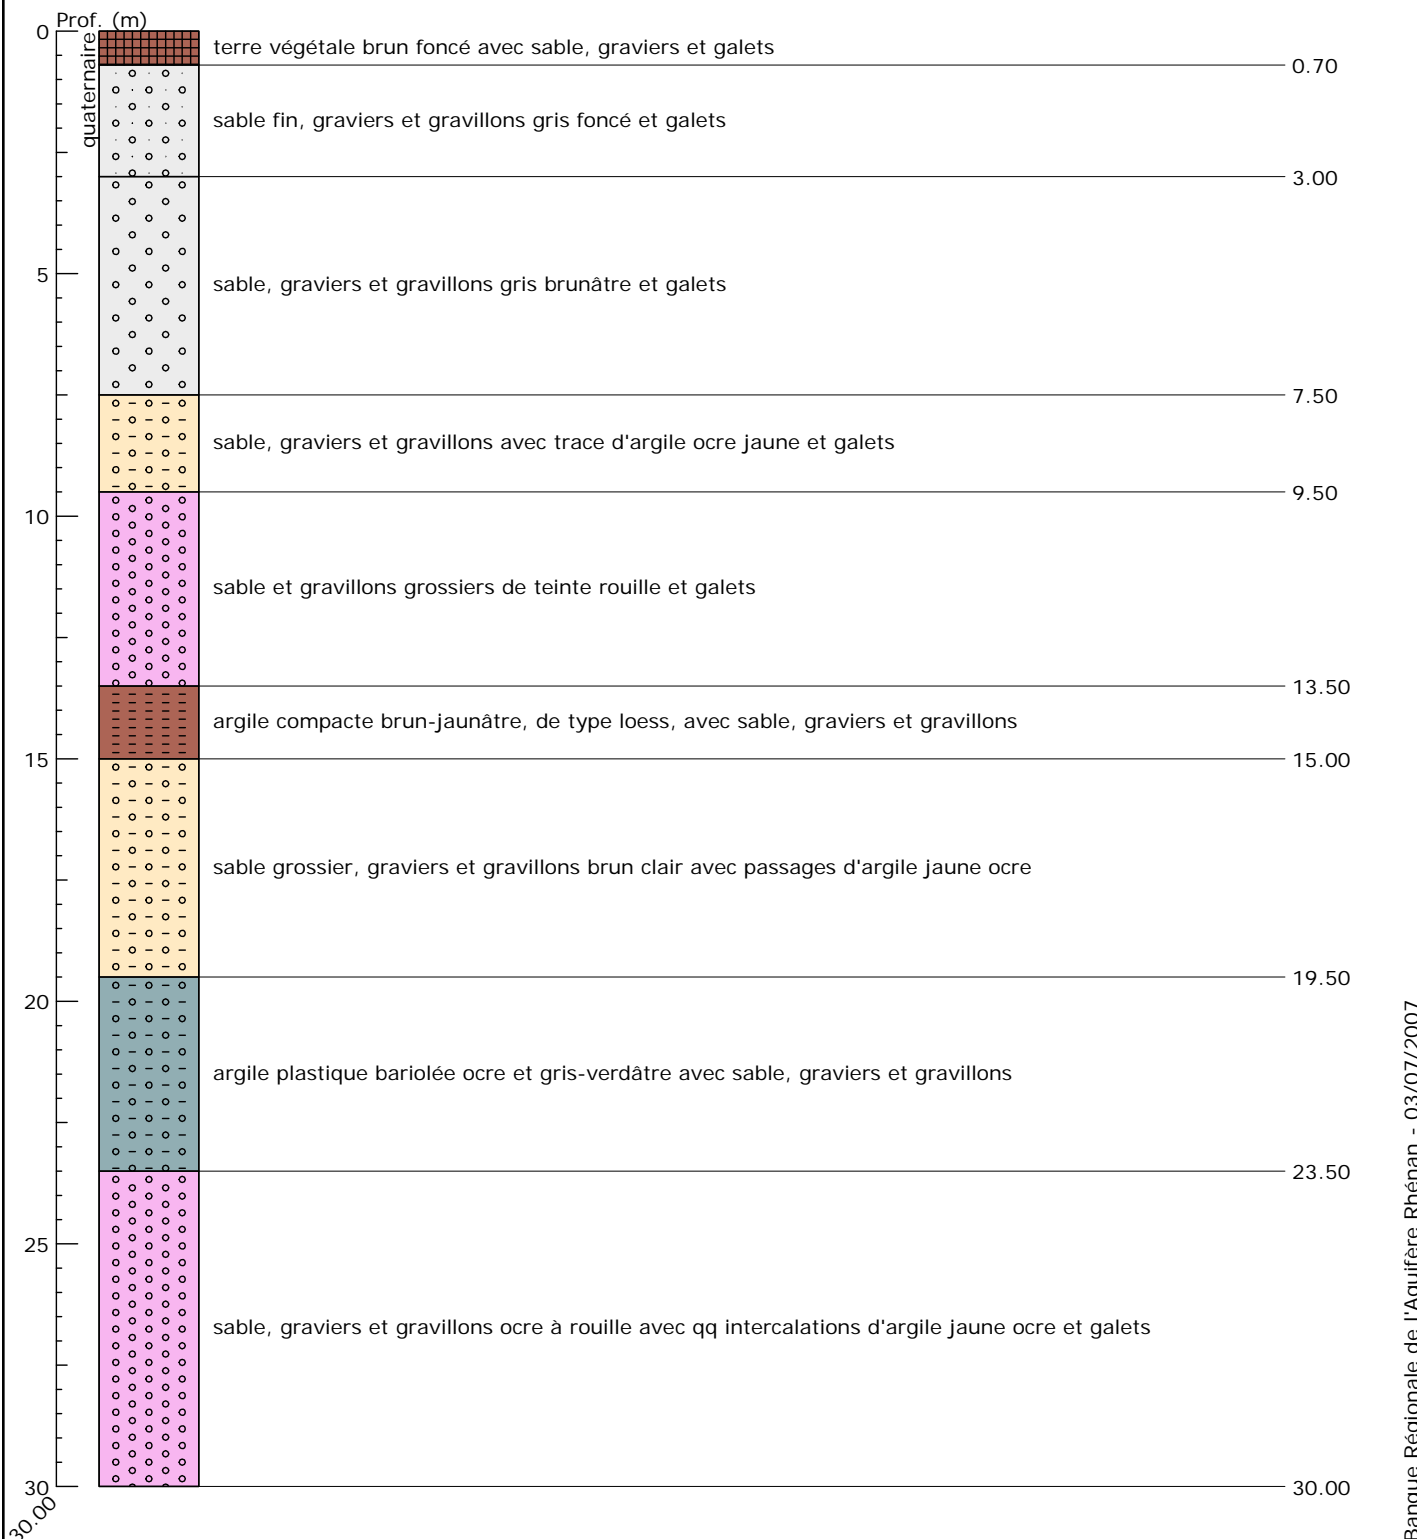 Prof. (m)
0
quaternaire
terre végétale brun foncé avec sable, graviers et galets
0.70
sable fin, graviers et gravillons gris foncé et galets
3.00
5
sable, graviers et gravillons gris brunâtre et galets
7.50
sable, graviers et gravillons avec trace d'argile ocre jaune et galets
9.50
10
sable et gravillons grossiers de teinte rouille et galets
13.50
argile compacte brun-jaunâtre, de type loess, avec sable, graviers et gravillons
15
15.00
sable grossier, graviers et gravillons brun clair avec passages d'argile jaune ocre
19.50
20
argile plastique bariolée ocre et gris-verdâtre avec sable, graviers et gravillons
23.50
25
sable, graviers et gravillons ocre à rouille avec qq intercalations d'argile jaune ocre et galets
30
30.00
30.00
Banque Régionale de l'Aquifère Rhénan - 03/07/2007